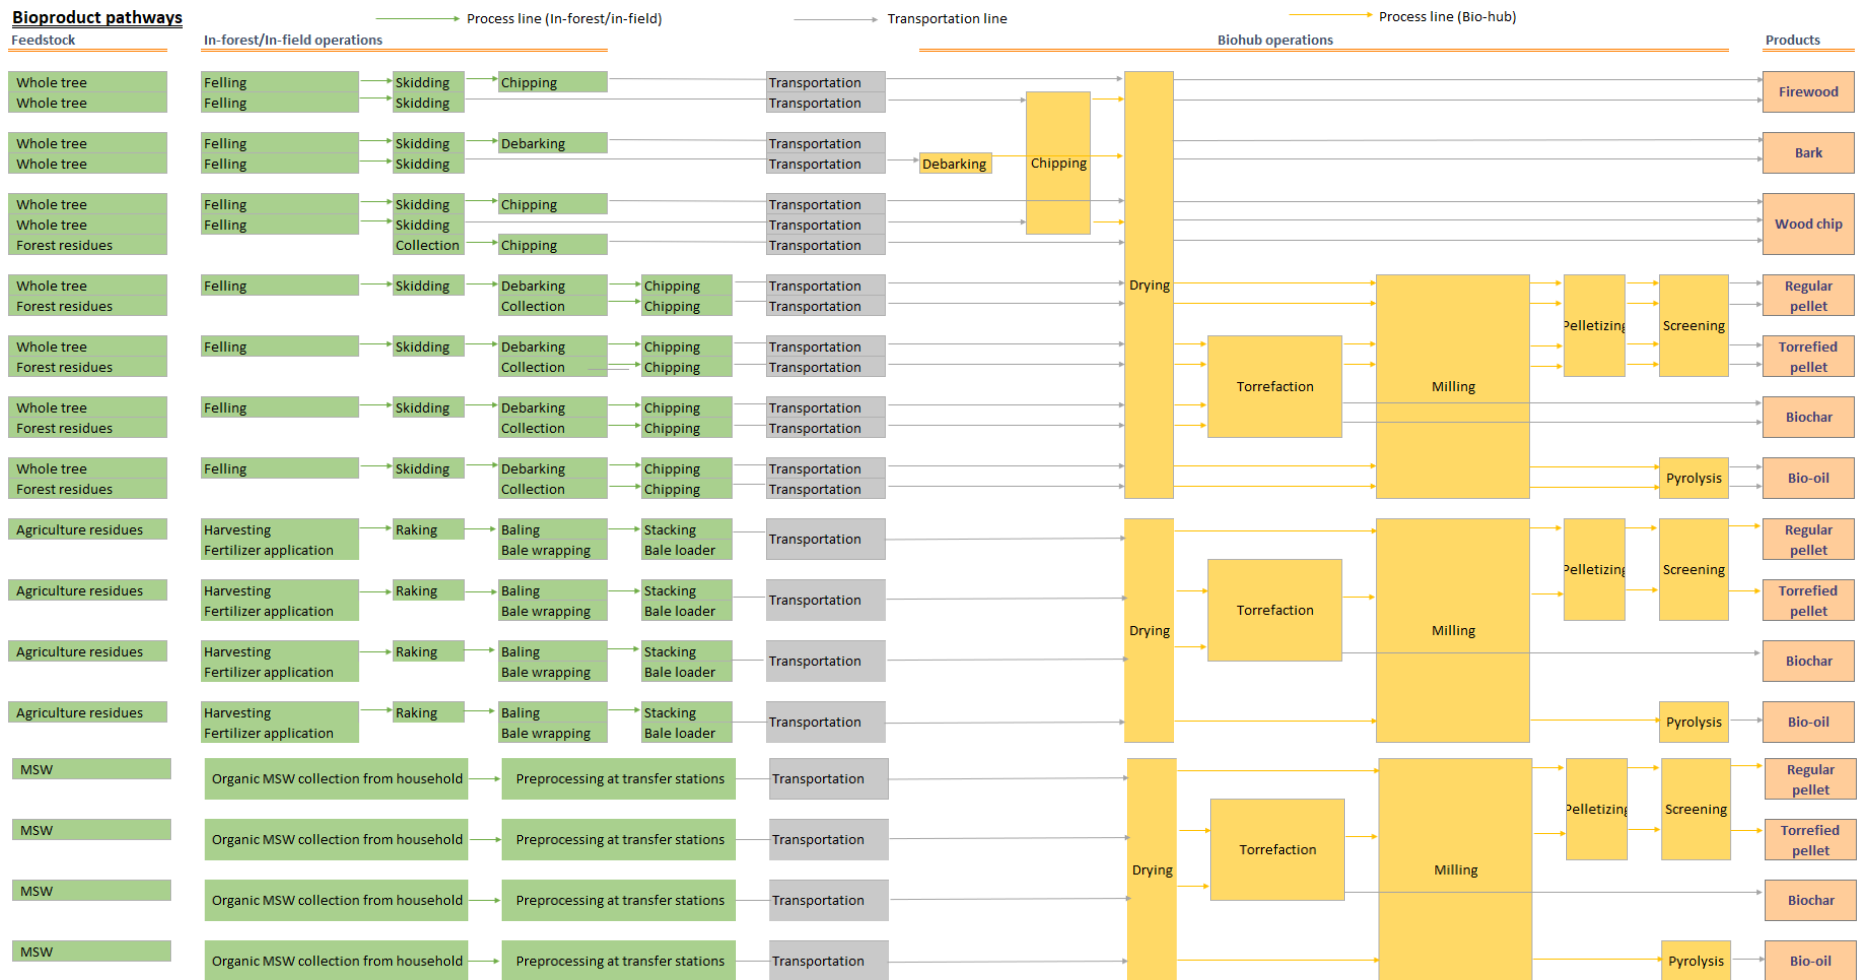 Bioproduct pathways
Process line (In-forest/in-field)
Transportation line
Process line (Bio-hub)
Feedstock In-forest/In-field operations Biohub operations Products
Whole tree Felling Skidding Chipping Transportation
Whole tree Felling Skidding Transportation
Firewood
Whole tree Felling Skidding Debarking Transportation
Whole tree Felling Skidding Transportation Debarking Chipping
Bark
Whole tree Felling Skidding Chipping Transportation
Whole tree Felling Skidding Transportation
Wood chip
Forest residues Collection Chipping Transportation
Whole tree Felling Skidding Debarking Chipping Transportation Drying Regular
Forest residues Collection Chipping Transportation pellet
Pelletizing Screening
Whole tree Felling Skidding Debarking Chipping Transportation Torrefied
Forest residues Collection Chipping Transportation pellet
Torrefaction Milling
Whole tree Felling Skidding Debarking Chipping Transportation
Biochar
Forest residues Collection Chipping Transportation
Whole tree Felling Skidding Debarking Chipping Transportation
Pyrolysis Bio-oil
Forest residues Collection Chipping Transportation
Agriculture residues Harvesting Raking Baling Stacking Regular
Transportation
Fertilizer application Bale wrapping Bale loader pellet
Pelletizing Screening
Agriculture residues Harvesting Raking Baling Stacking Torrefied
Transportation
Fertilizer application Bale wrapping Bale loader Torrefaction pellet
Drying Milling
Agriculture residues Harvesting Raking Baling Stacking
Transportation Biochar
Fertilizer application Bale wrapping Bale loader
Agriculture residues Harvesting Raking Baling Stacking
Transportation Pyrolysis Bio-oil
Fertilizer application Bale wrapping Bale loader
MSW Organic MSW collection from household Preprocessing at transfer stations Transportation Regular
pellet
Pelletizing Screening
MSW Organic MSW collection from household Preprocessing at transfer stations Transportation Torrefied
pellet
Torrefaction
Drying Milling
MSW Organic MSW collection from household Preprocessing at transfer stations Transportation Biochar
MSW Organic MSW collection from household Preprocessing at transfer stations Transportation Pyrolysis Bio-oil